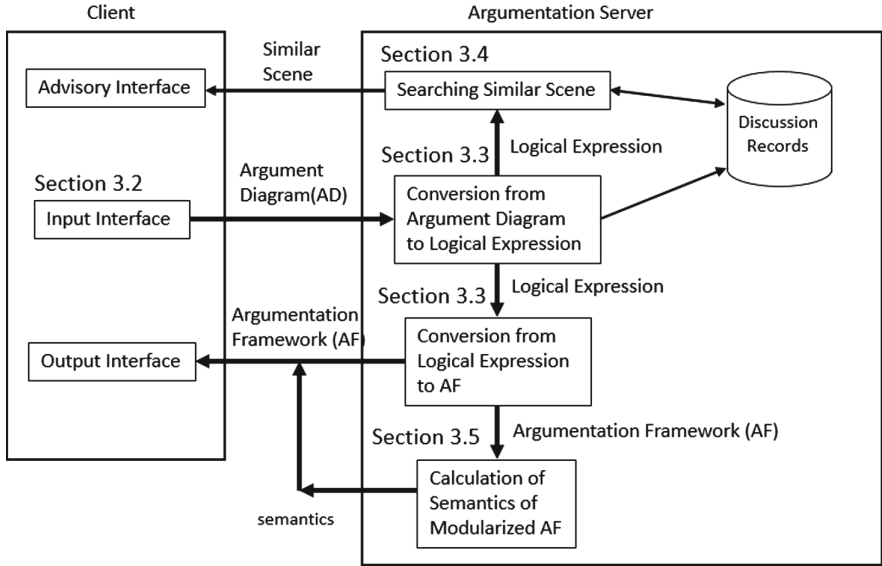 Client
Argumentation Server
Similar
Scene
Section 3.4
Advisory Interface
Searching Similar Scene
Discussion
Records
Logical Expression
Section 3.3
Argument
Diagram(AD)
Section 3.2
Input Interface
Conversion from
Argument Diagram
to Logical Expression
Logical Expression
Section 3.3
Argumentation
Framework (AF)
Output Interface
Conversion from
Logical Expression
to AF
Section 3.5
Argumentation Framework (AF)
Calculation of
Semantics of
Modularized AF
semantics